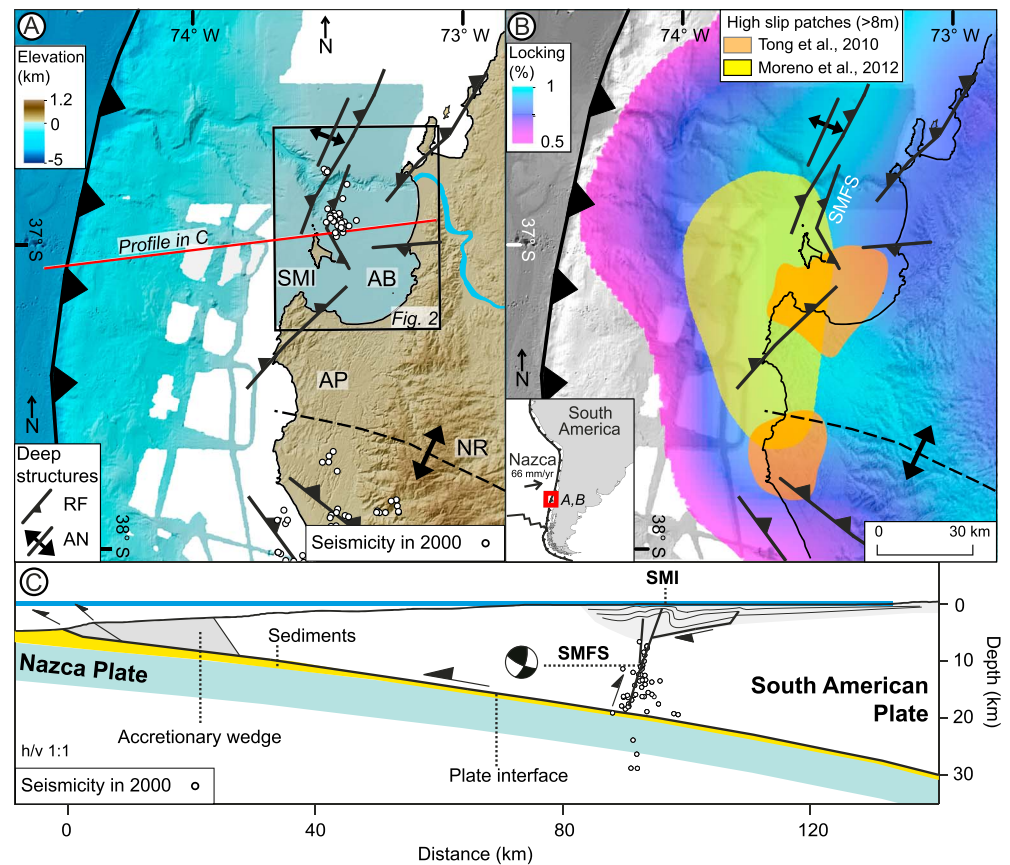 A
74° W
N
73° W
Elevation
(km)
1.2
0
-5
37° S
Profile in C
SMI
AB
Fig. 2
AP
NR
N
Deep
structures
RF
AN
38° S
Seismicity in 2000
B
74° W
High slip patches (>8m)
Tong et al., 2010
Moreno et al., 2012
73° W
Locking
(%)
1
0.5
SMFS
37° S
N
South
America
Nazca
66 mm/yr
A,B
38° S
0
30 km
C
SMI
0
Sediments
SMFS
10
Nazca Plate
South American
Plate
20
Accretionary wedge
h/v 1:1
Plate interface
30
Seismicity in 2000
Depth (km)
0
40
80
120
Distance (km)